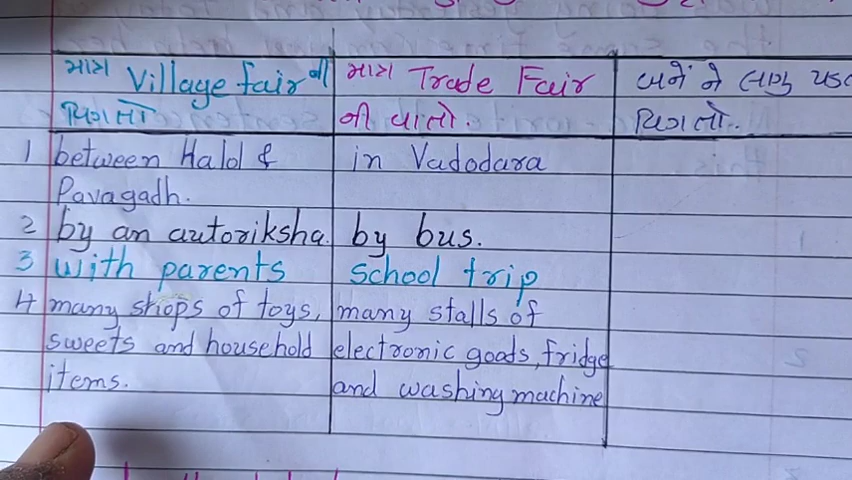 માત્ર Village fair ની માત્ર Trade Fair બંને ને લાગુ પડ
વિગતો ની વાતો. વિગતો.
1 between Halol & in Vadodara
Pavagadh.
2 by an autoriksha. by bus.
3 with parents school trip
4 many shops of toys, many stalls of
sweets and household electronic goods, fridge
items. and washing machine